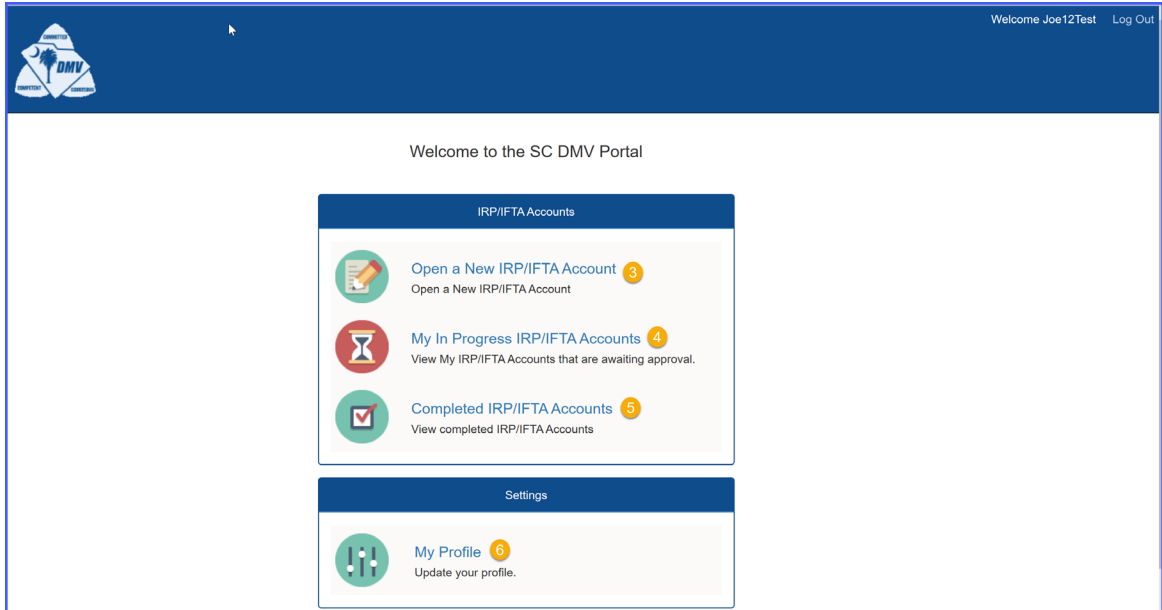 Welcome Joe12Test Log Out
COMMITTED
DMV
COMPETENT
COURTEOUS
Welcome to the SC DMV Portal
IRP/IFTA Accounts
Open a New IRP/IFTA Account 3
Open a New IRP/IFTA Account
My In Progress IRP/IFTA Accounts 4
View My IRP/IFTA Accounts that are awaiting approval.
Completed IRP/IFTA Accounts 5
View completed IRP/IFTA Accounts
Settings
My Profile 6
Update your profile.